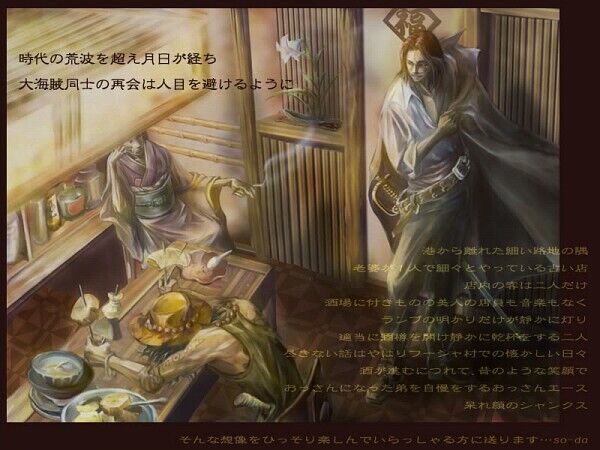 福
時代の荒波を超え月日が経ち
大海賊同士の再会は人目を避けるように
港から離れた細い路地の隅
老婆が1人で細々とやっている古い店
店内の客は二人だけ
酒場に付きものの美人の店員も音楽もなく
ランプの明かりだけが静かに灯り
適当に酒樽を開け静かに乾杯をする二人
尽きない話はやはりフーシャ村での懐かしい日々
酒が進むにつれて、昔のような笑顔で
おっさんになった弟を自慢をするおっさんエース
呆れ顔のシャンクス
そんな想像をひっそり楽しんでいらっしゃる方に送ります…so-da